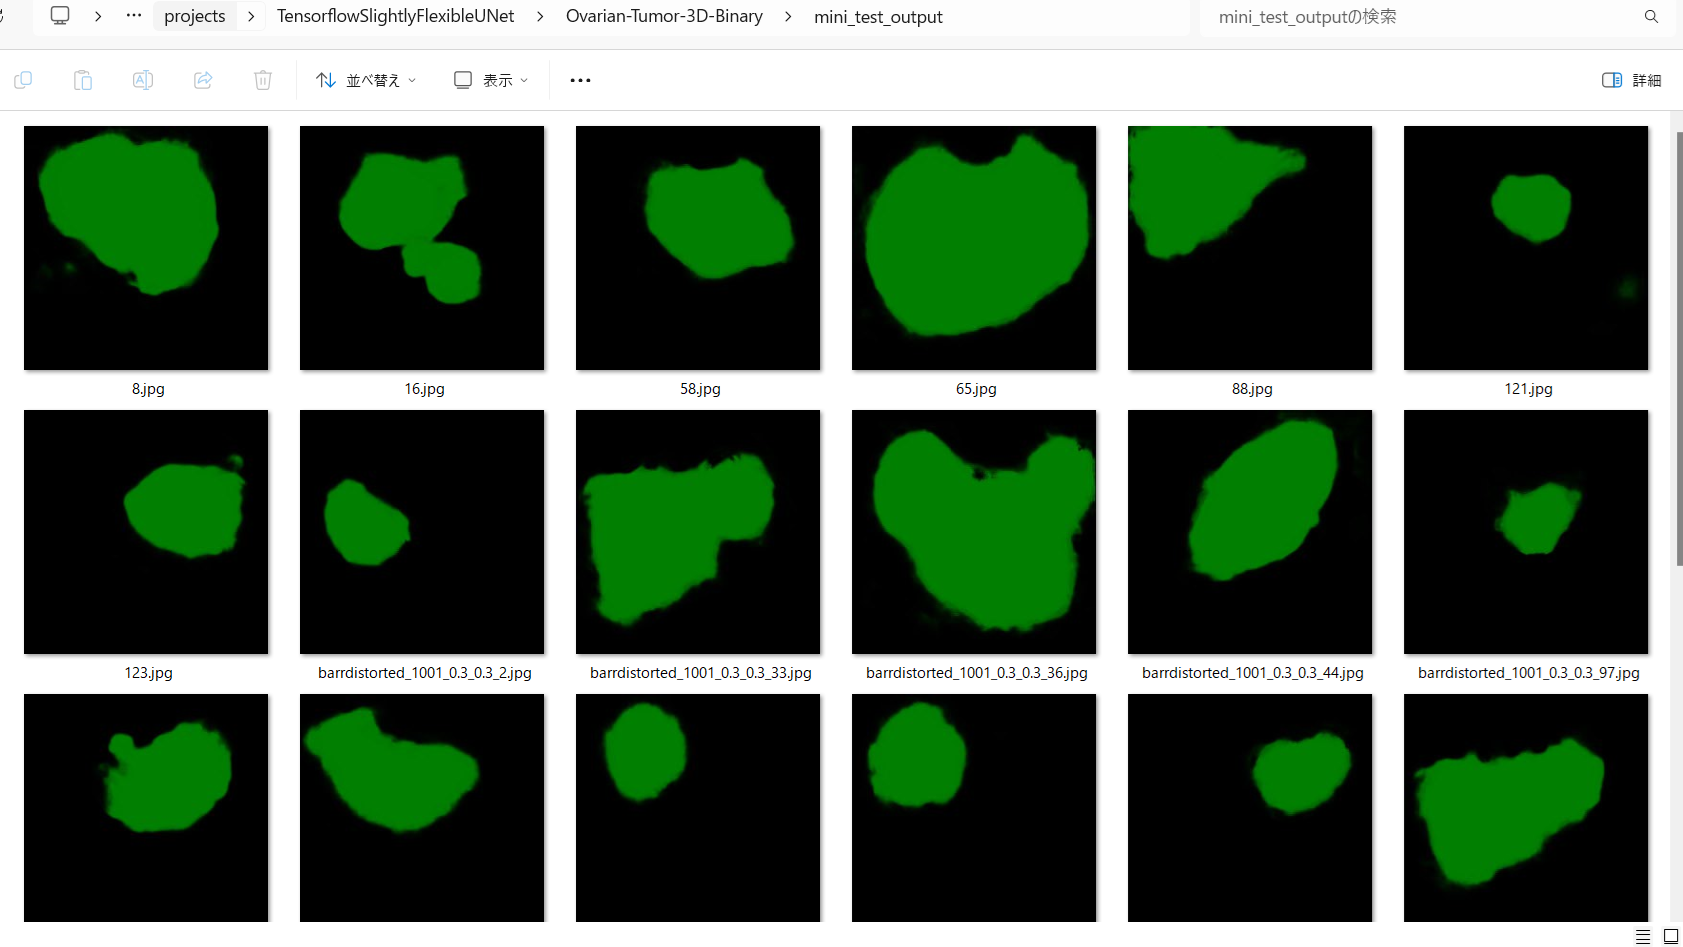 projects > TensorflowSlightlyFlexibleUNet > Ovarian-Tumor-3D-Binary > mini_test_output
mini_test_outputの検索
並べ替え 表示 詳細
8.jpg 16.jpg 58.jpg 65.jpg 88.jpg 121.jpg
123.jpg barrdistorted_1001_0.3_0.3_2.jpg barrdistorted_1001_0.3_0.3_33.jpg barrdistorted_1001_0.3_0.3_36.jpg barrdistorted_1001_0.3_0.3_44.jpg barrdistorted_1001_0.3_0.3_97.jpg